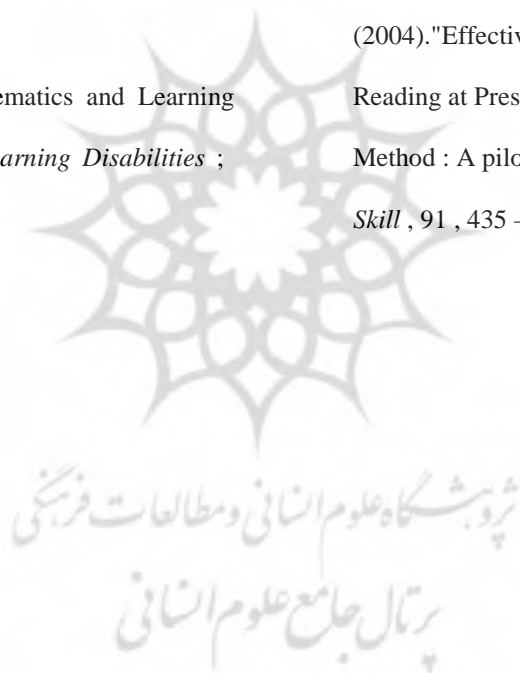 ematics and Learning
arning Disabilities ;
(2004)."Effectiv
Reading at Pres
Method : A pilo
Skill , 91 , 435 –
پژوهشگاه علوم انسانی و مطالعات فرهنگی
پرتال جامع علوم انسانی